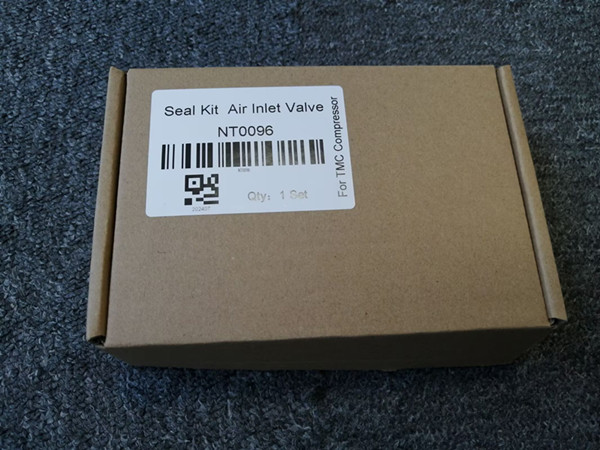 Seal Kit  Air Inlet Valve
NT0096
Qty: 1 Set
For TMC Compressor